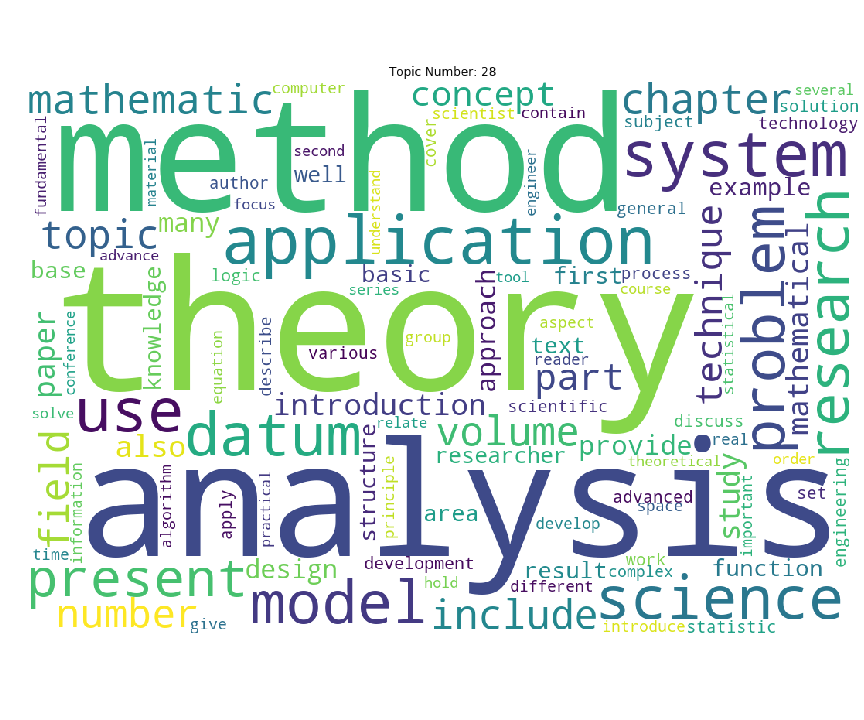 Topic Number: 28
mathematic
computer
concept
chapter
several
solution
scientist
contain
technology
subject
method
fundamental
material
second
cover
engineer
system
author
well
focus
understand
example
general
many
topic
advance
application
technique
problem
mathematical
research
base
logic
basic
first
process
knowledge
series
tool
course
theory
approach
paper
conference
equation
describe
various
group
aspect
text
reader
statistical
part
use
introduction
scientific
solve
datum
relate
volume
discuss
also
real
researcher
provide
field
information
structure
theoretical
order
analysis
algorithm
apply
practical
principle
area
develop
advanced
space
study
important
set
engineering
time
present
design
development
result
work
complex
function
hold
different
number
give
model
include
science
introduce
statistic